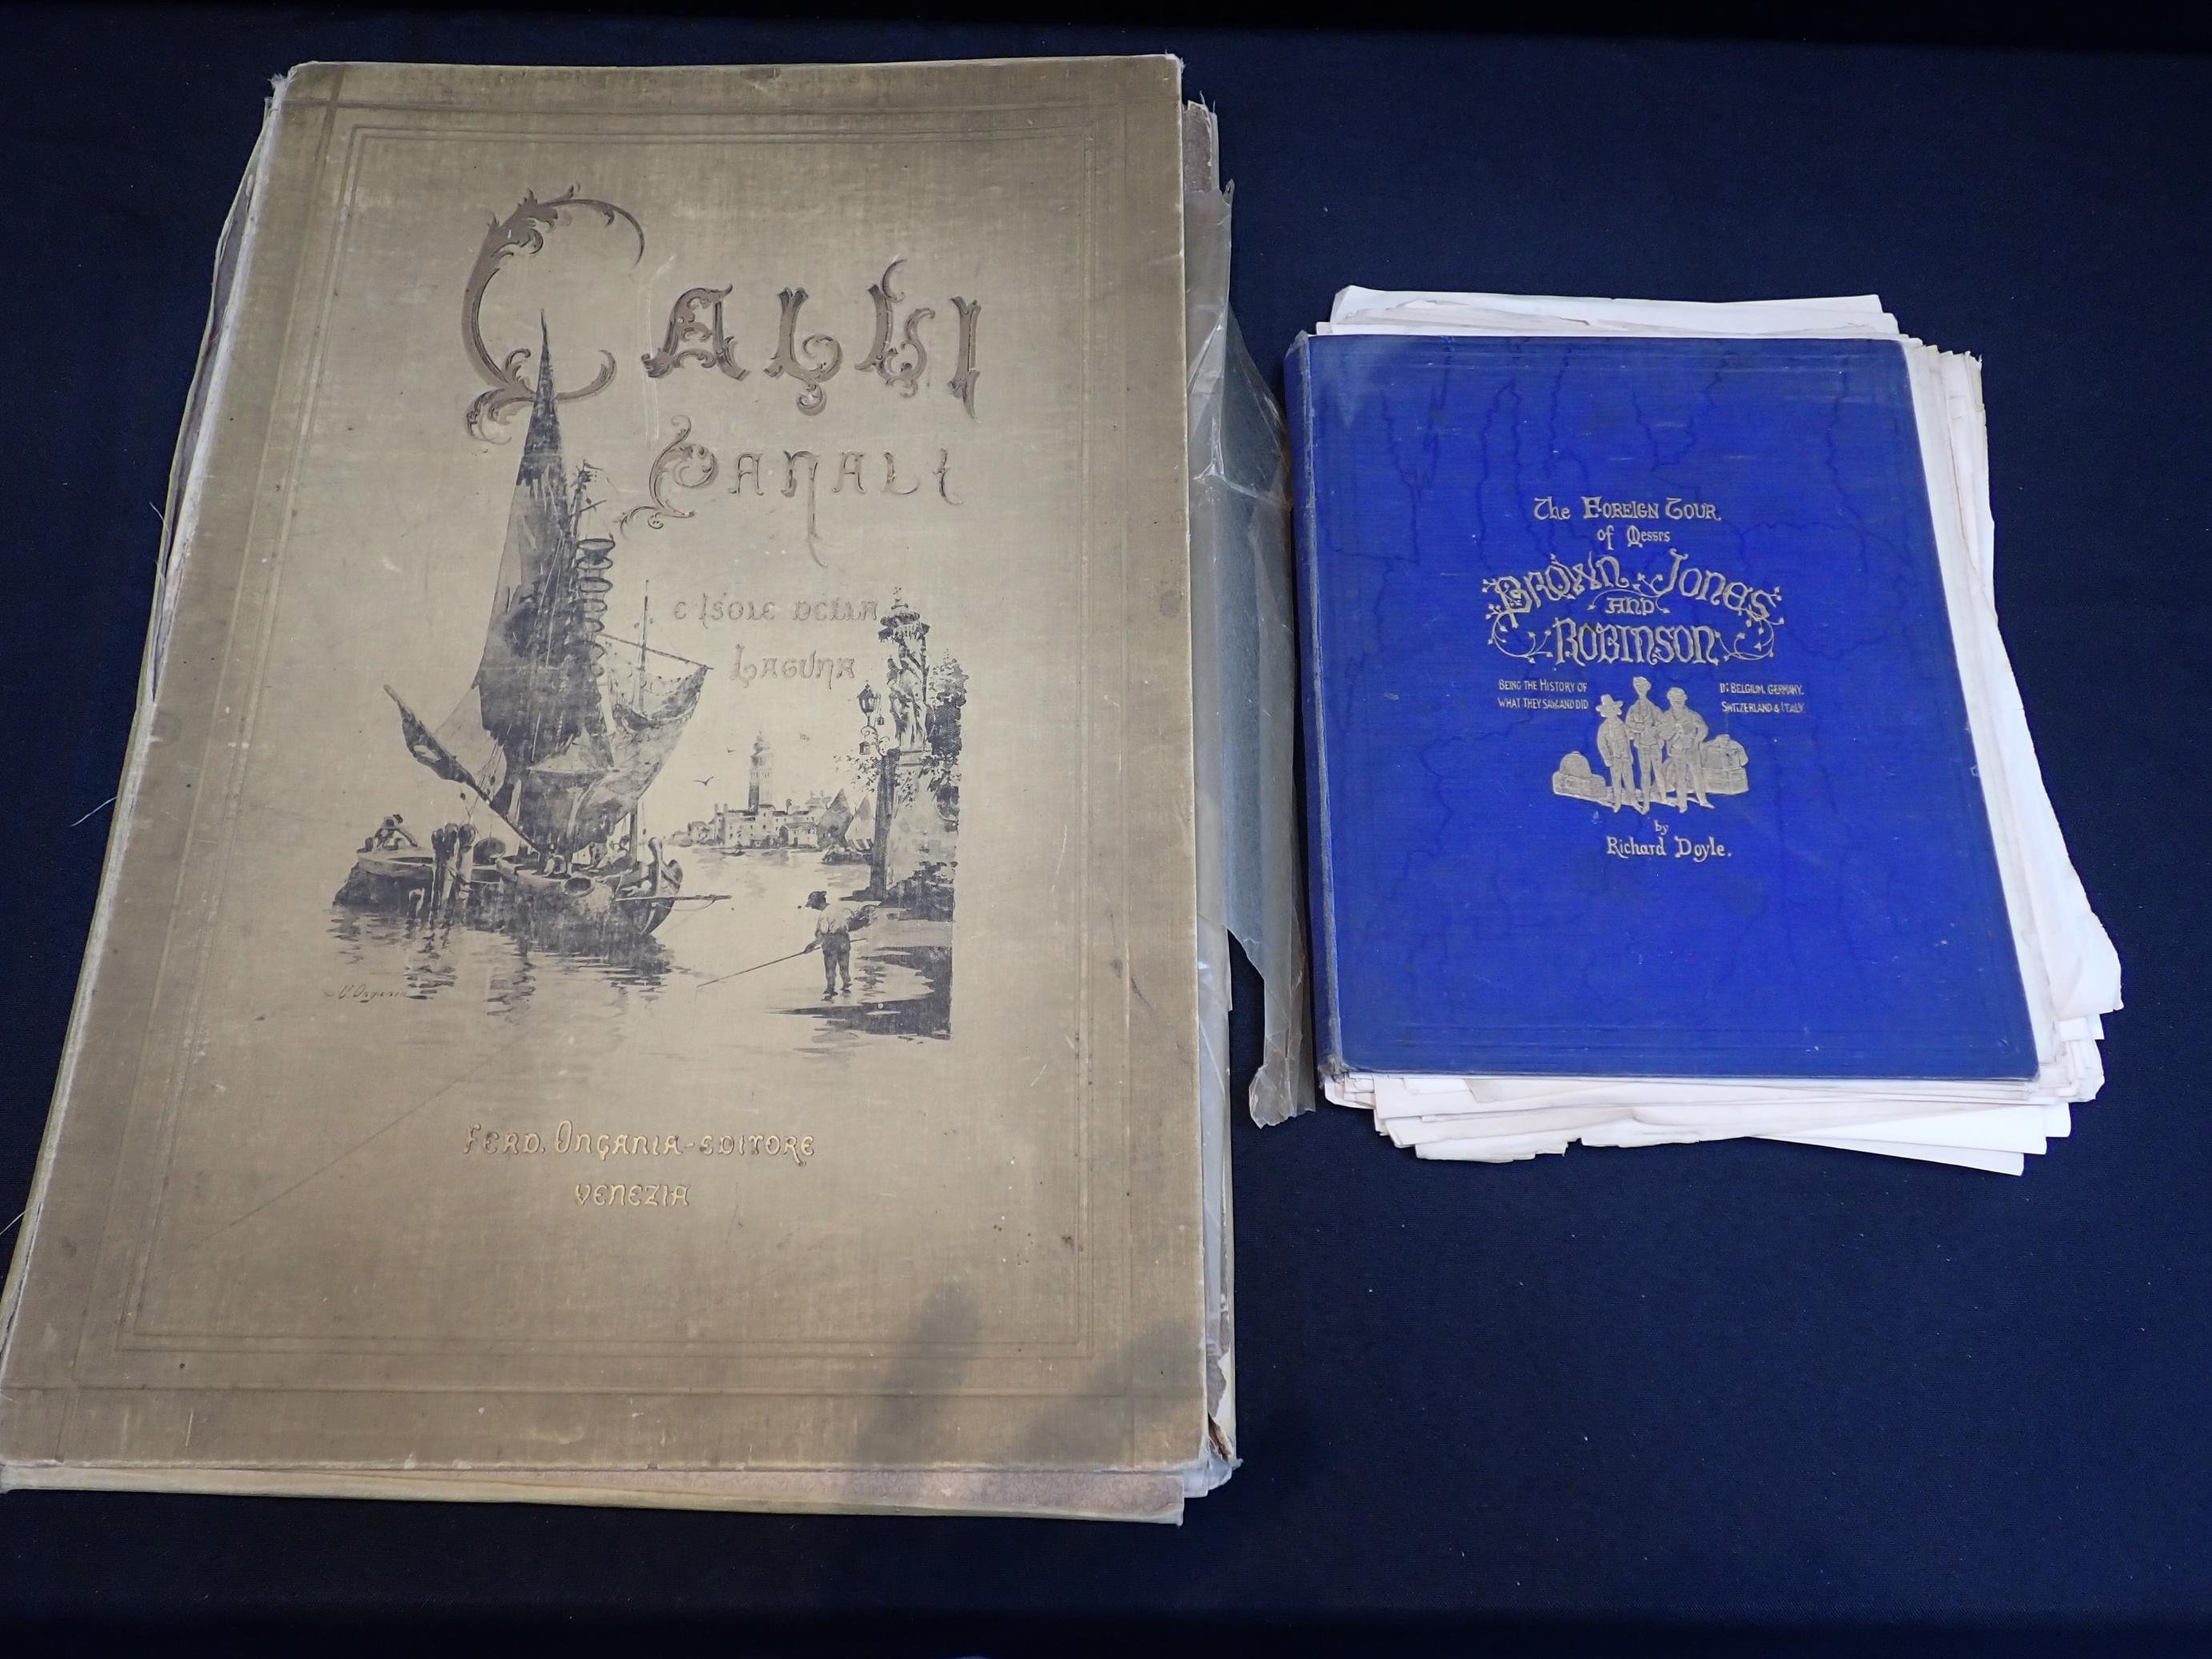 CALLI
CANALI
E ISOLE DELLA
LAGUNA
FERD. ONGANIA-EDITORE
VENEZIA
The FOREIGN TOUR
of Messrs
BROWN JONES
AND
ROBINSON
BEING THE HISTORY OF
WHAT THEY SAW AND DID
IN BELGIUM, GERMANY,
SWITZERLAND & ITALY
by
Richard Doyle.